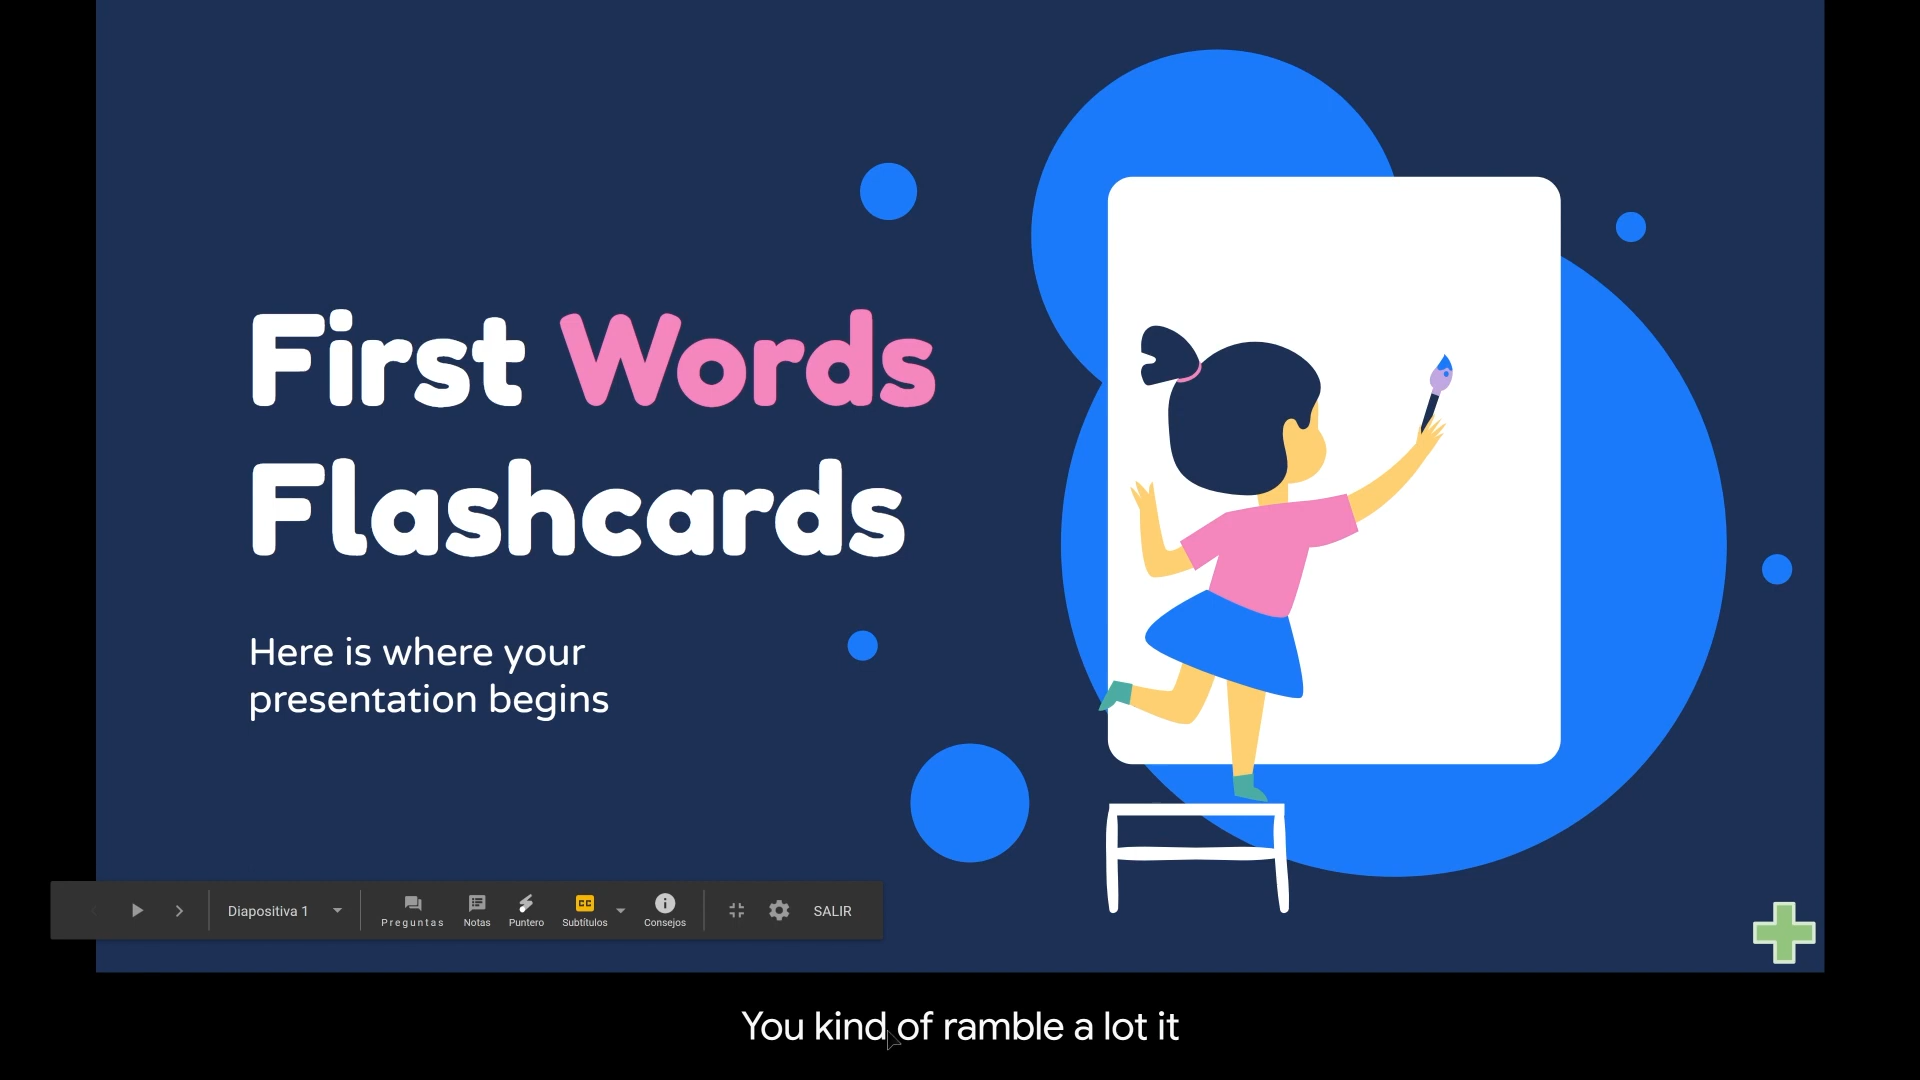 First Words
Flashcards
Here is where your
presentation begins
Diapositiva 1
Preguntas
Notas
Puntero
CC
Subtítulos
Consejos
SALIR
You kind of ramble a lot it